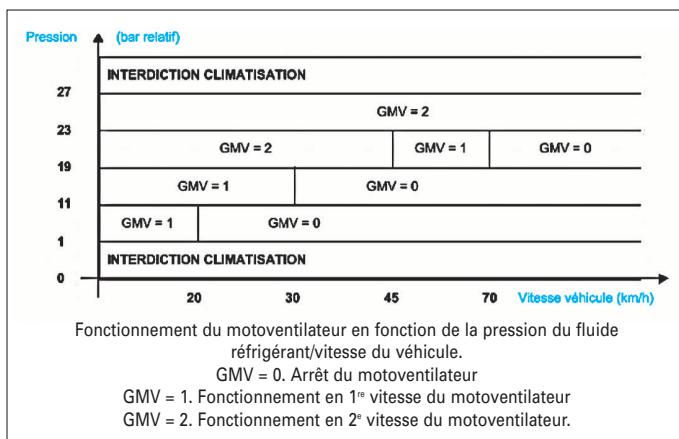 Pression (bar relatif)
INTERDICTION CLIMATISATION
27
GMV = 2
23
GMV = 2 GMV = 1 GMV = 0
19
GMV = 1 GMV = 0
11
GMV = 1 GMV = 0
1
INTERDICTION CLIMATISATION
0
20 30 45 70 Vitesse véhicule (km/h)
Fonctionnement du motoventilateur en fonction de la pression du fluide
réfrigérant/vitesse du véhicule.
GMV = 0. Arrêt du motoventilateur
GMV = 1. Fonctionnement en 1re vitesse du motoventilateur
GMV = 2. Fonctionnement en 2e vitesse du motoventilateur.